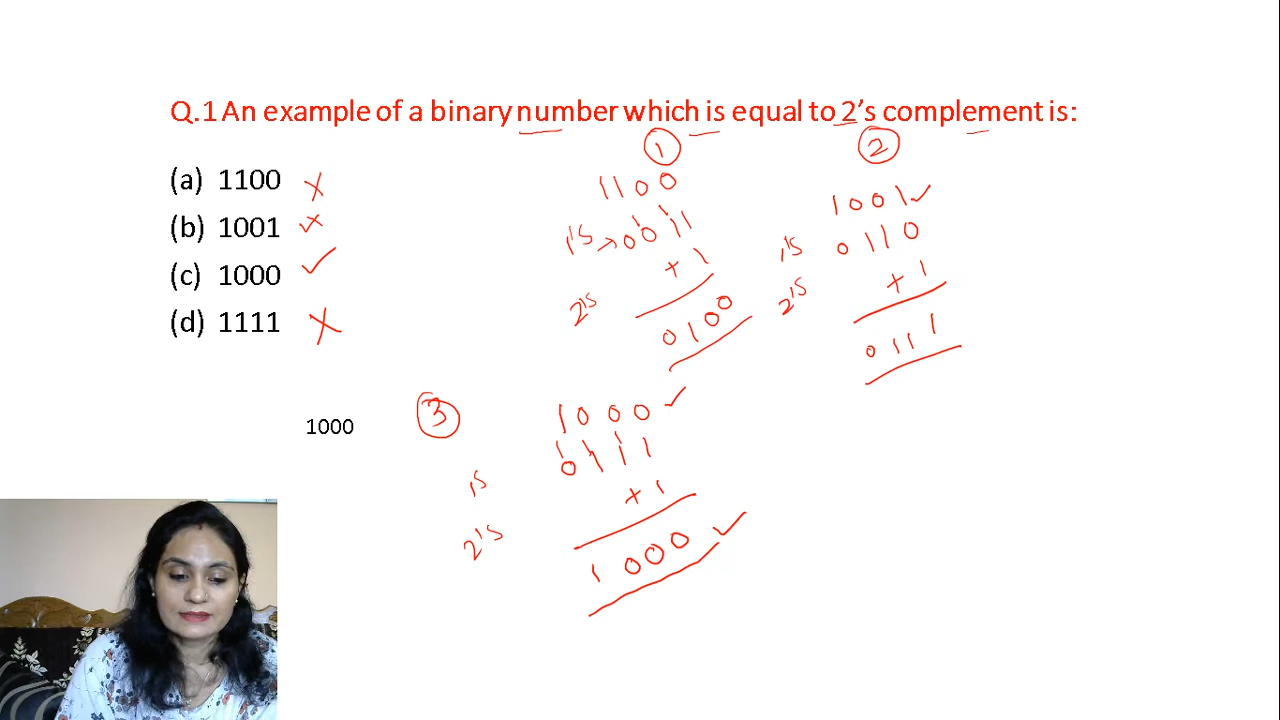 Q.1 An example of a binary number which is equal to 2's complement is:
(a) 1100 ×
(b) 1001 ×
(c) 1000 ✓
(d) 1111 ×
1000
1
1100
1's → 0011
+ 1
2's
0100
2
1001 ✓
1's 0110
2's + 1
0111
3
1000 ✓
1's 0111
+ 1
2's
1000 ✓